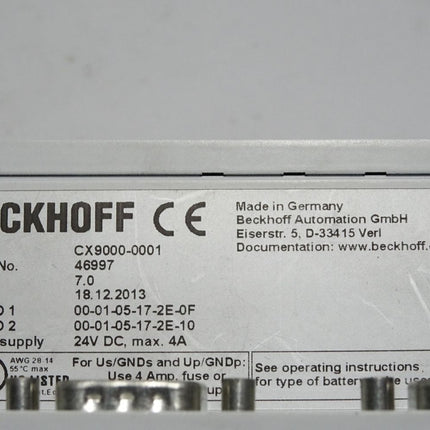 ECKHOFF CE
Made in Germany
Beckhoff Automation GmbH
Eiserstr. 5, D-33415 Verl
Documentation: www.beckhoff.
CX9000-0001
No. 46997
7.0
18.12.2013
D 1 00-01-05-17-2E-0F
D 2 00-01-05-17-2E-10
supply 24V DC, max. 4A
AWG 28-14
55°C max
For Us/GNDs and Up/GNDp:
Use 4 Amp. fuse or
See operating instructions
for type of battery